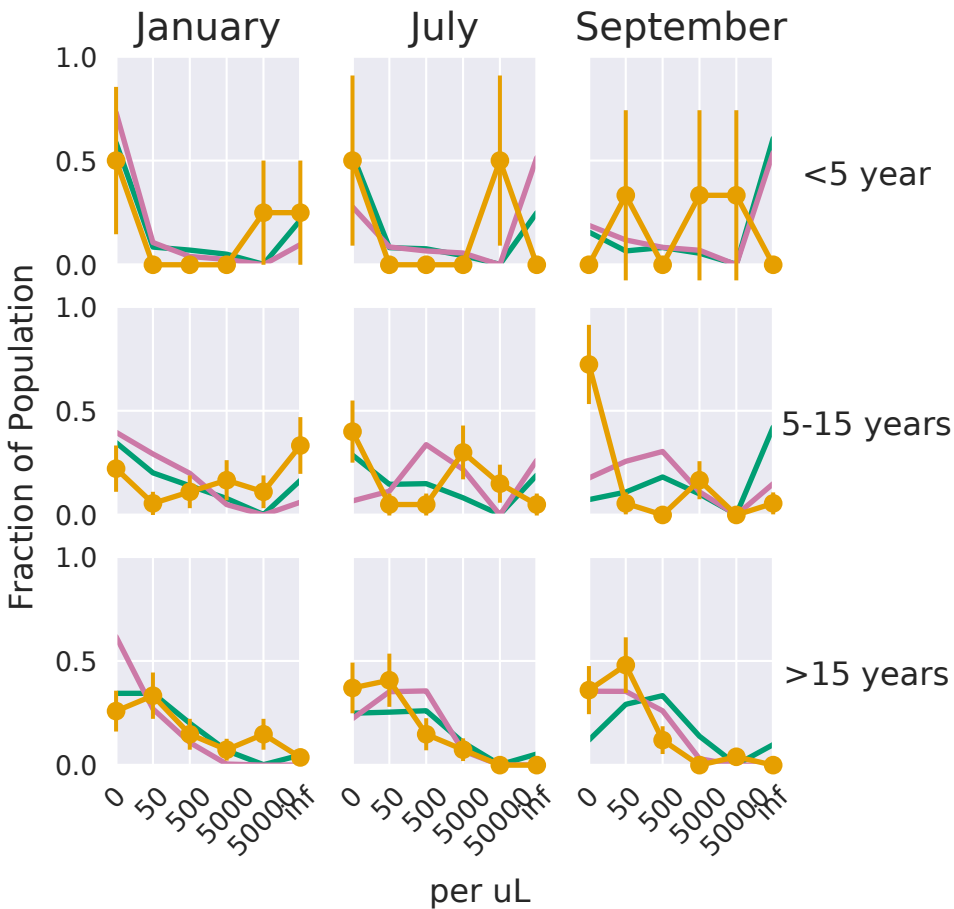 January July September
1.0
0.5
0.0
<5 year
1.0
0.5
0.0
5-15 years
1.0
0.5
0.0
>15 years
Fraction of Population
0 50 500 5000 50000 inf
0 50 500 5000 50000 inf
0 50 500 5000 50000 inf
per uL